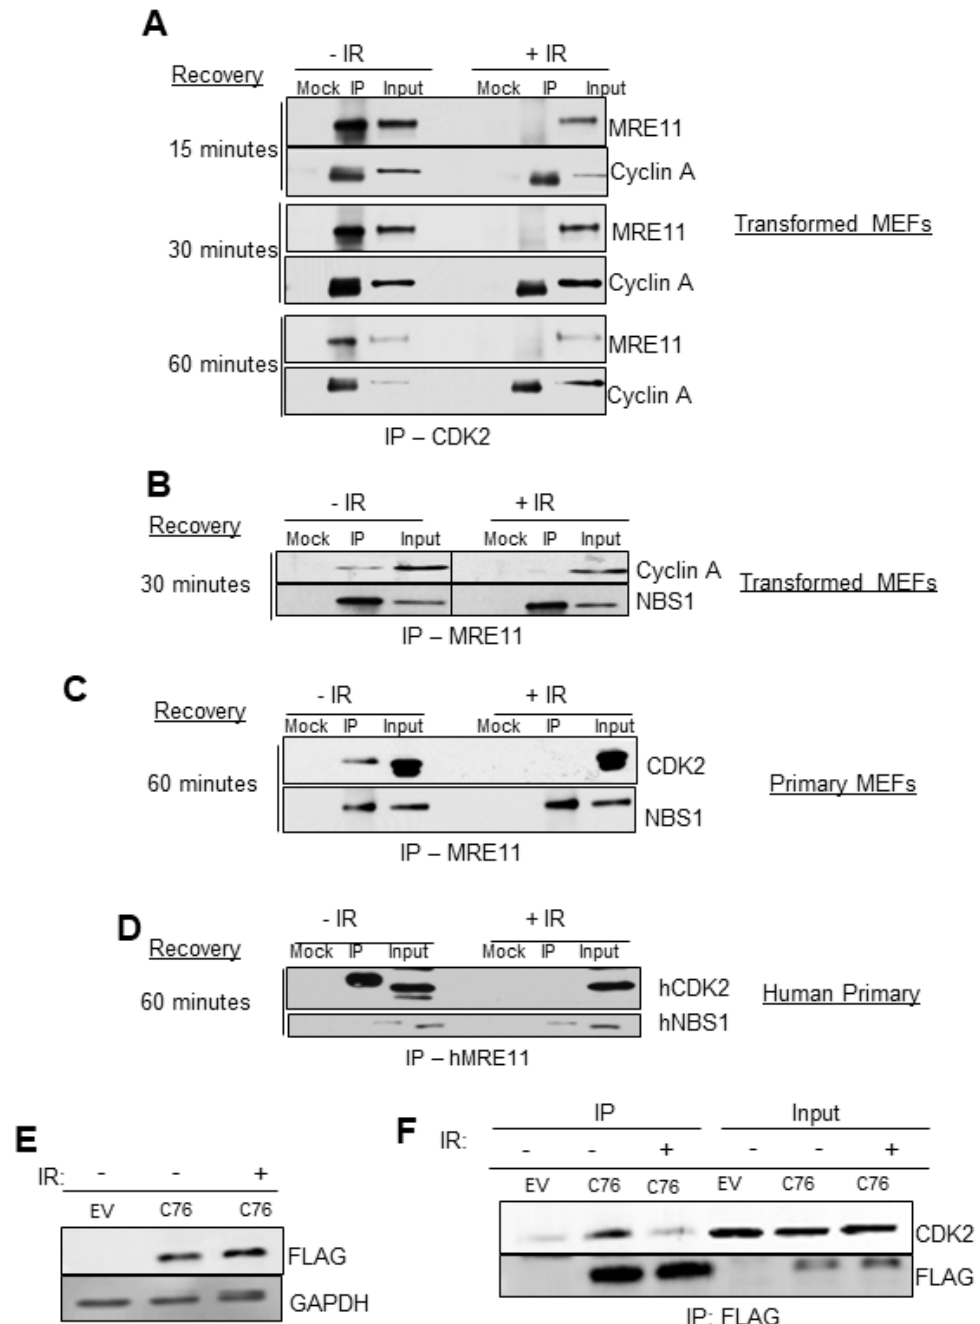 A
- IR + IR
Recovery
Mock IP Input Mock IP Input
MRE11
15 minutes
Cyclin A
MRE11
Transformed MEFs
30 minutes
Cyclin A
MRE11
60 minutes
Cyclin A
IP – CDK2
B
- IR + IR
Recovery
Mock IP Input Mock IP Input
Cyclin A
30 minutes
Transformed MEFs
NBS1
IP – MRE11
C
- IR + IR
Recovery
Mock IP Input Mock IP Input
CDK2
60 minutes
Primary MEFs
NBS1
IP – MRE11
D
- IR + IR
Recovery
Mock IP Input Mock IP Input
hCDK2
60 minutes
Human Primary
hNBS1
IP – hMRE11
E
IR: - - +
EV C76 C76
FLAG
GAPDH
F
IP Input
IR: - - + - - +
EV C76 C76 EV C76 C76
CDK2
FLAG
IP: FLAG